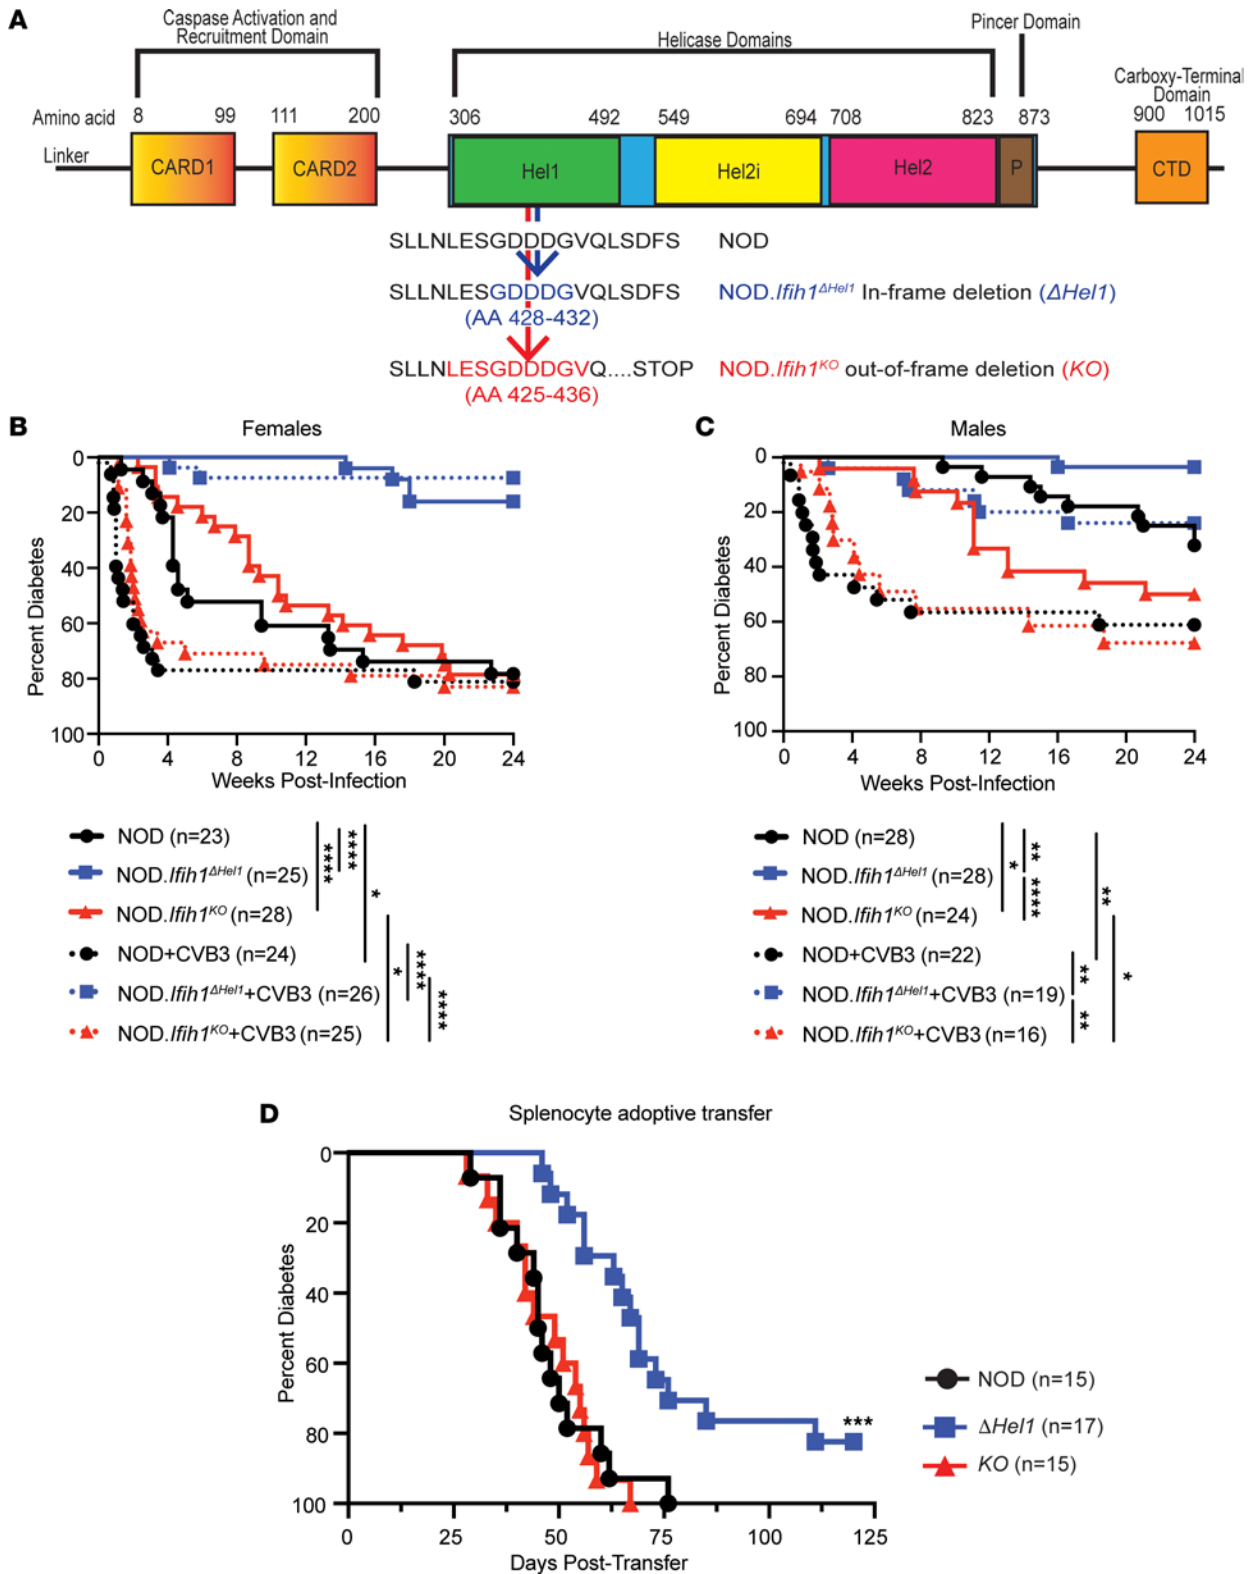 A
Caspase Activation and
Recruitment Domain
Helicase Domains
Pincer Domain
Carboxy-Terminal
Domain
Amino acid 8 99 111 200 306 492 549 694 708 823 873 900 1015
Linker
CARD1 CARD2 Hel1 Hel2i Hel2 P CTD
SLLNLESGDDDGVQLSDFS NOD
SLLNLESGDDDGVQLSDFS NOD.Ifih1ΔHel1 In-frame deletion (ΔHel1)
(AA 428-432)
SLLNLESGDDDGVQ....STOP NOD.Ifih1KO out-of-frame deletion (KO)
(AA 425-436)
B
Females
Percent Diabetes
0
20
40
60
80
100
0 4 8 12 16 20 24
Weeks Post-Infection
NOD (n=23)
NOD.Ifih1ΔHel1 (n=25)
NOD.Ifih1KO (n=28)
NOD+CVB3 (n=24)
NOD.Ifih1ΔHel1+CVB3 (n=26)
NOD.Ifih1KO+CVB3 (n=25)
****
****
*
*
****
****
C
Males
Percent Diabetes
0
20
40
60
80
100
0 4 8 12 16 20 24
Weeks Post-Infection
NOD (n=28)
NOD.Ifih1ΔHel1 (n=28)
NOD.Ifih1KO (n=24)
NOD+CVB3 (n=22)
NOD.Ifih1ΔHel1+CVB3 (n=19)
NOD.Ifih1KO+CVB3 (n=16)
*
**
****
**
**
**
*
D
Splenocyte adoptive transfer
Percent Diabetes
0
20
40
60
80
100
0 25 50 75 100 125
Days Post-Transfer
***
NOD (n=15)
ΔHel1 (n=17)
KO (n=15)